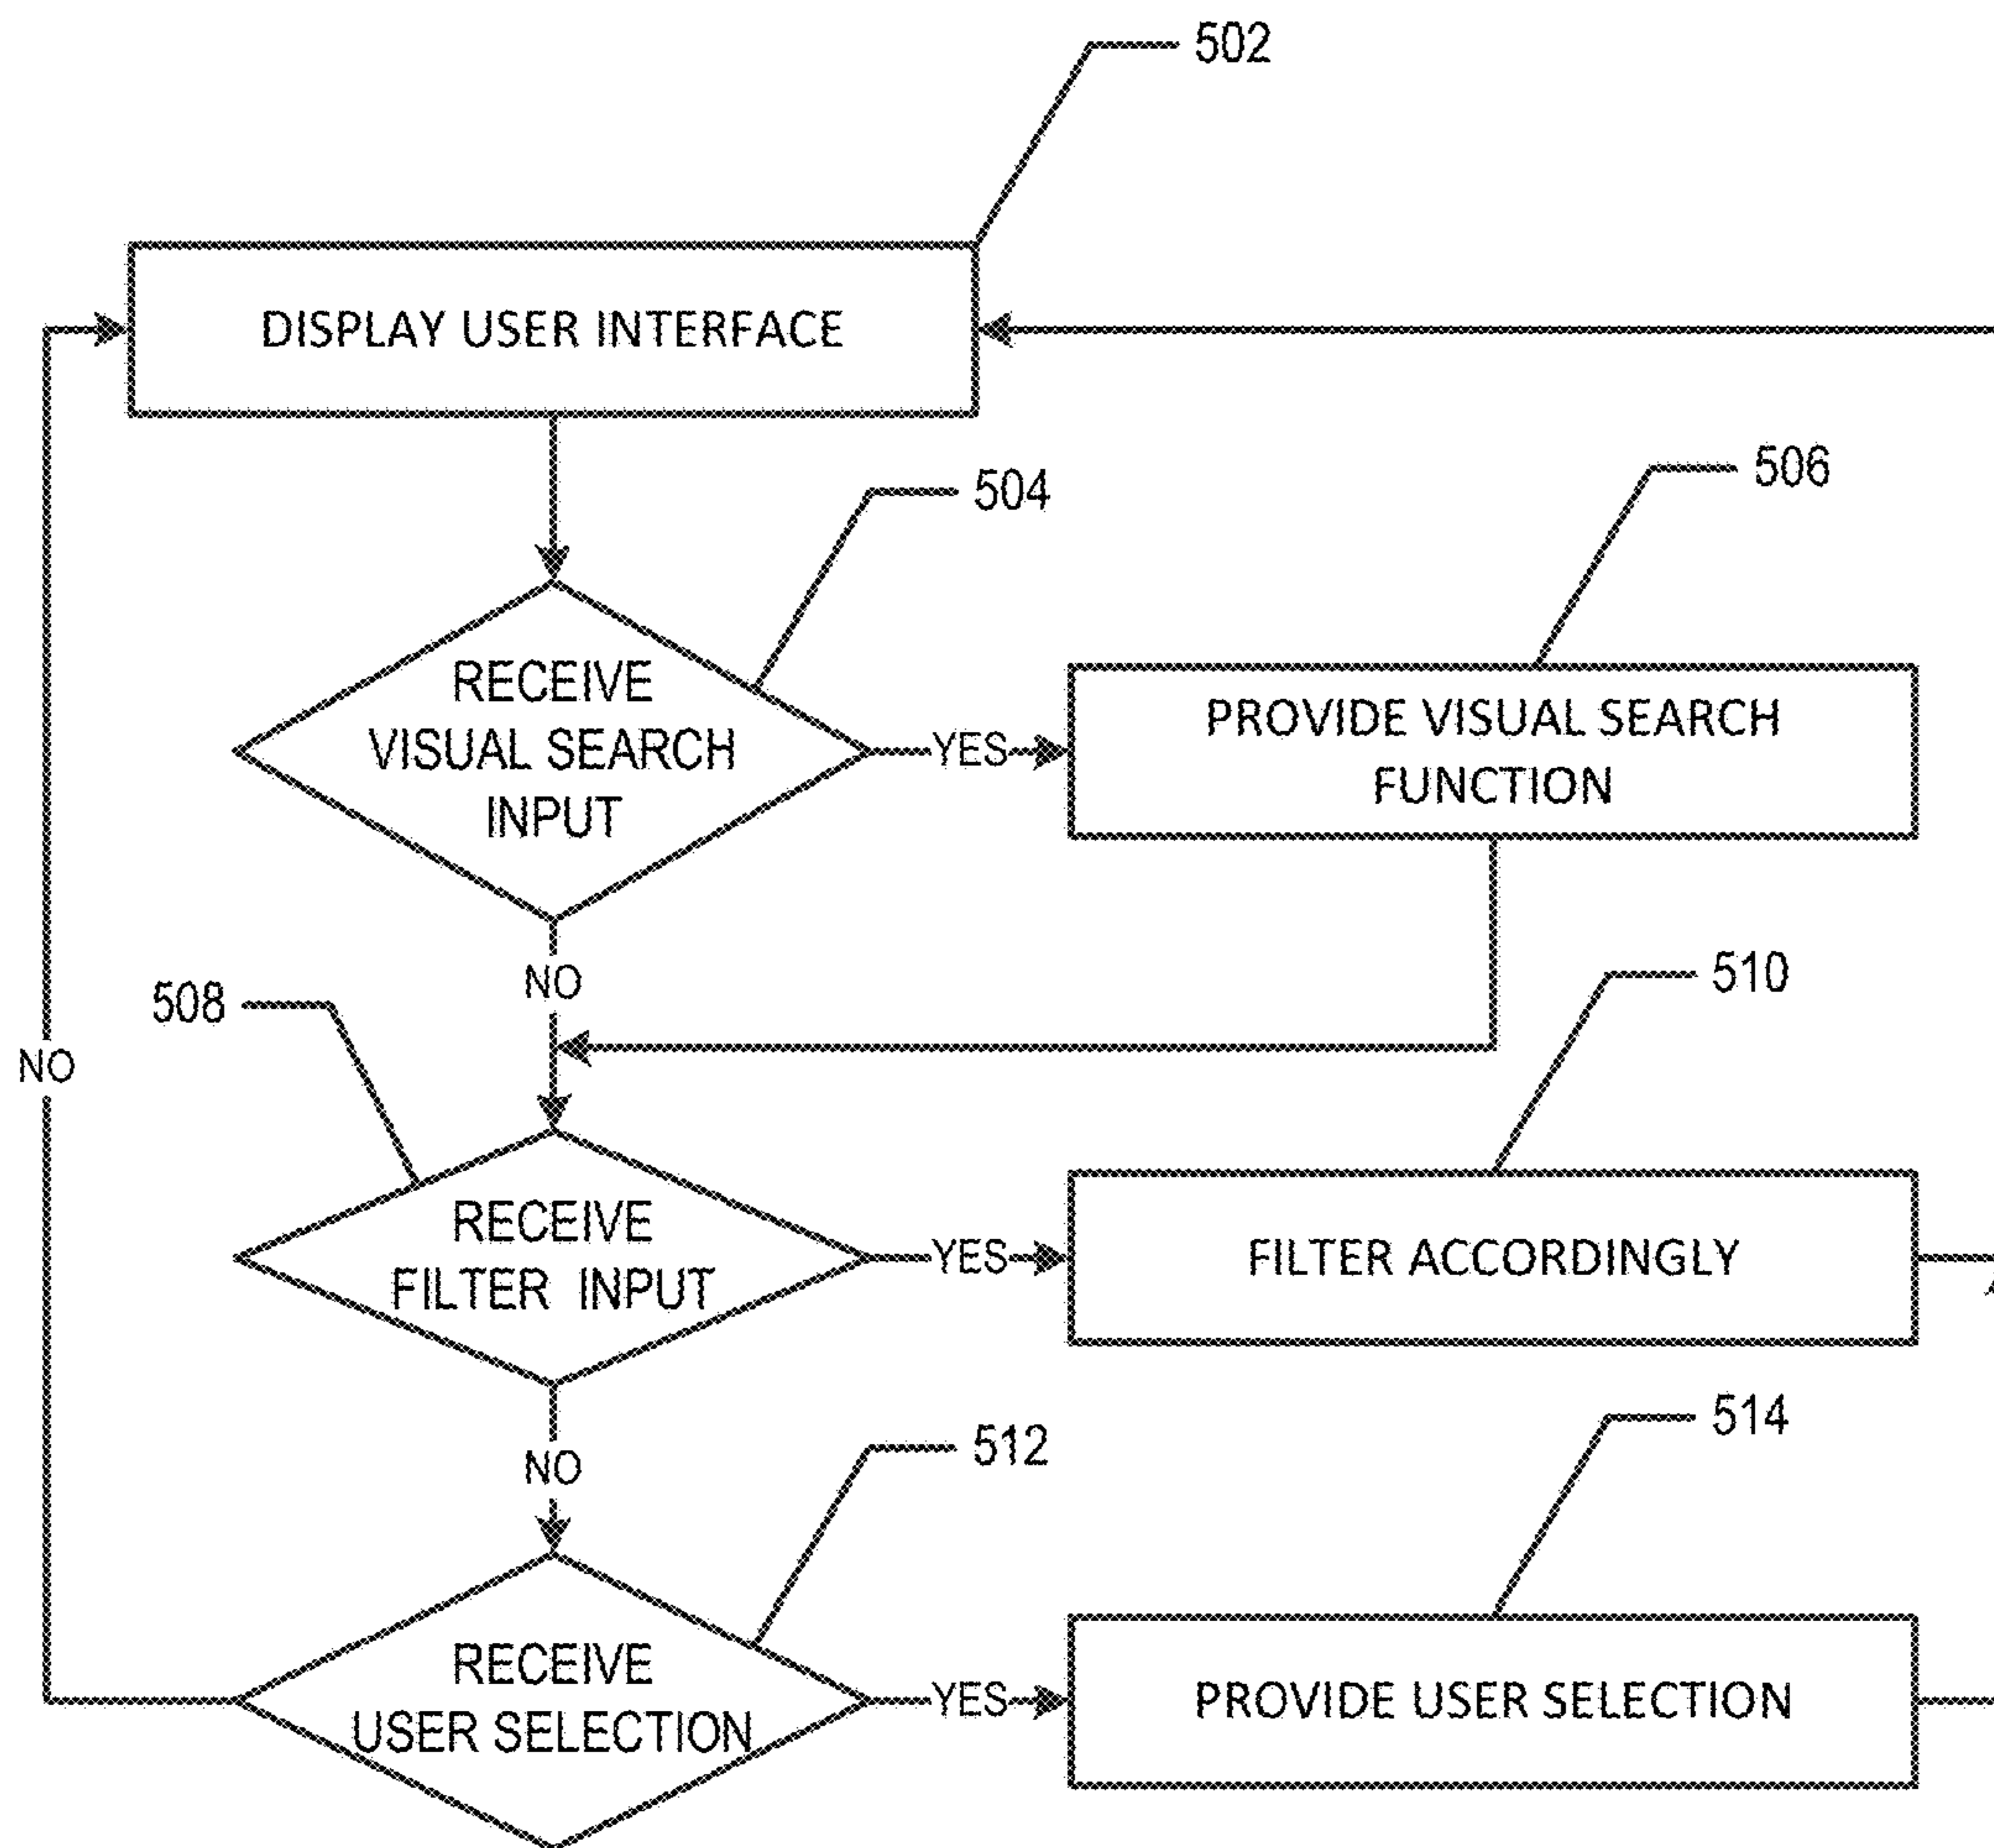 502
DISPLAY USER INTERFACE
504
506
RECEIVE
VISUAL SEARCH
INPUT
YES
PROVIDE VISUAL SEARCH
FUNCTION
NO
508
510
NO
RECEIVE
FILTER INPUT
YES
FILTER ACCORDINGLY
NO
512
514
RECEIVE
USER SELECTION
YES
PROVIDE USER SELECTION